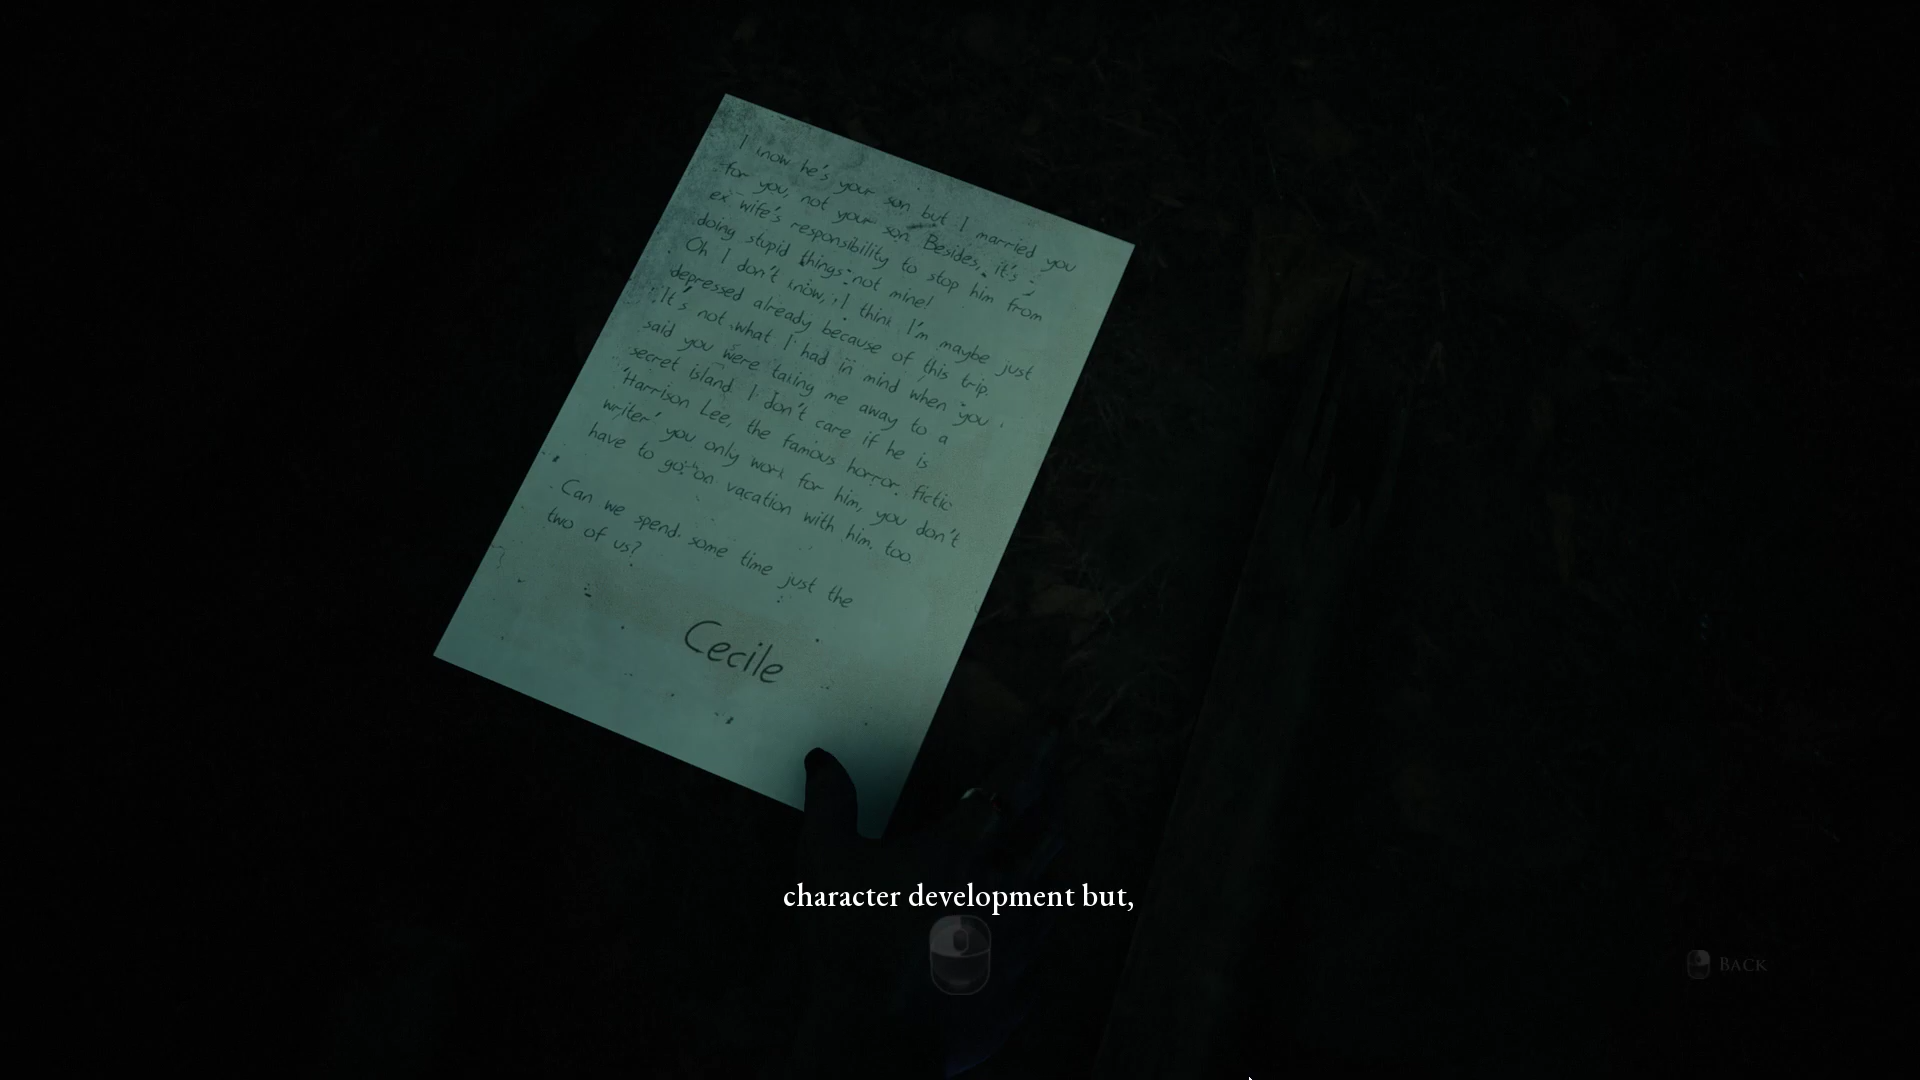 I know he's your son but I married you
for you, not your son. Besides, it's
ex wife's responsibility to stop him from
doing stupid things not mine!
Oh I don't know, I think I'm maybe just
depressed already because of this trip.
It's not what I had in mind when you
said you were taking me away to a
secret island. I don't care if he is
'Harrison Lee, the famous horror fictic
writer' you only work for him, you don't
have to go on vacation with him, too.
Can we spend some time just the
two of us?
Cecile
character development but,
BACK